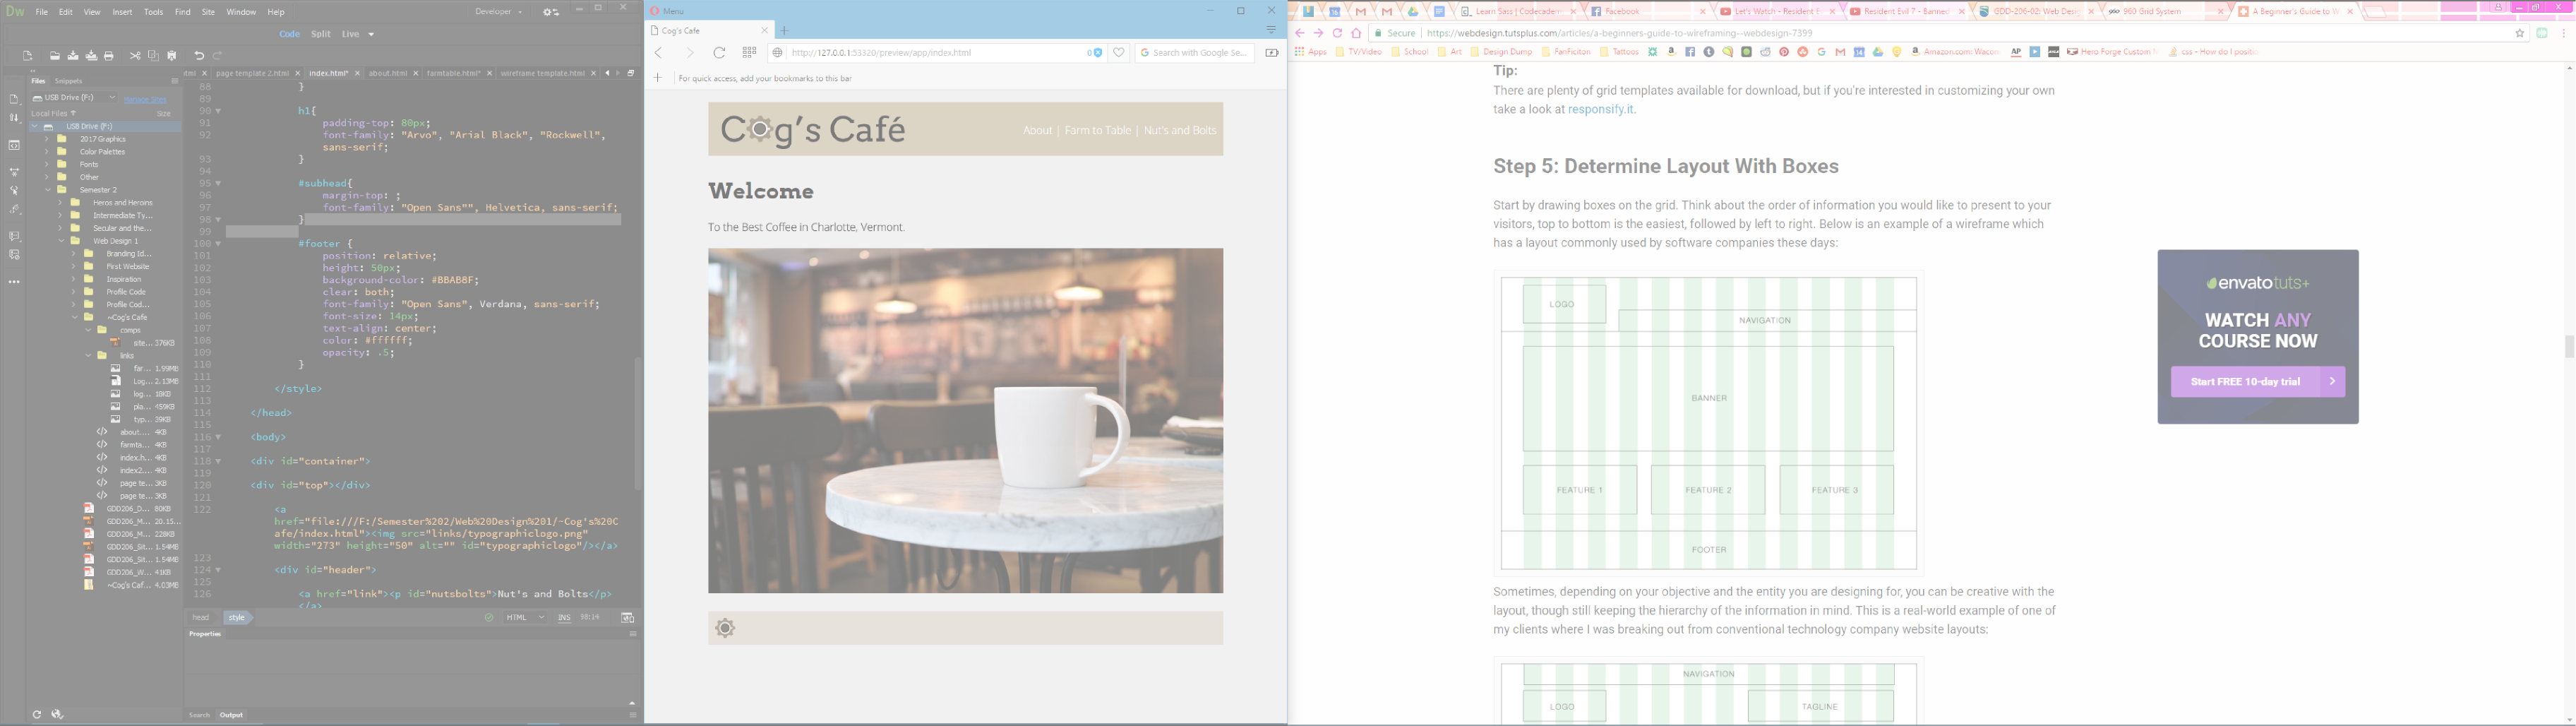 Dw File Edit View Insert Tools Find Site Window Help Developer
Code Split Live
page template 2.html index.html* about.html farmtable.html* wireframe template.html
Files Snippets
USB Drive (F:) Manage Sites
Local Files Size
USB Drive (F:)
2017 Graphics
Color Palettes
Fonts
Other
Semester 2
Heros and Heroins
Intermediate Ty...
Secular and the...
Web Design 1
Branding Id...
First Website
Inspiration
Profile Code
Profile Cod...
~Cog's Cafe
comps
site... 376KB
links
far... 1.99MB
Log... 2.13MB
log... 18KB
pla... 459KB
typ... 39KB
about.... 4KB
farmta... 4KB
index.h... 4KB
index2.... 4KB
page te... 3KB
page te... 3KB
GDD206_D... 80KB
GDD206_M... 20.15...
GDD206_M... 228KB
GDD206_Sit... 1.54MB
GDD206_Sit... 1.54MB
GDD206_W... 41KB
~Cog's Caf... 4.03MB
88 }
89
90 h1{
91 padding-top: 80px;
92 font-family: "Arvo", "Arial Black", "Rockwell",
sans-serif;
93 }
94
95 #subhead{
96 margin-top: ;
97 font-family: "Open Sans"", Helvetica, sans-serif;
98 }
99
100 #footer {
101 position: relative;
102 height: 50px;
103 background-color: #BBAB8F;
104 clear: both;
105 font-family: "Open Sans", Verdana, sans-serif;
106 font-size: 14px;
107 text-align: center;
108 color: #ffffff;
109 opacity: .5;
110 }
111
112 </style>
113
114 </head>
115
116 <body>
117
118 <div id="container">
119
120 <div id="top"></div>
121
122 <a
href="file:///F:/Semester%202/Web%20Design%201/~Cog's%20C
afe/index.html"><img src="links/typographiclogo.png"
width="273" height="50" alt="" id="typographiclogo"/></a>
123
124 <div id="header">
125
126 <a href="link"><p id="nutsbolts">Nut's and Bolts</p>
</a>
head style HTML INS 98:14
Properties
Search Output
Menu
Cog's Cafe
http://127.0.0.1:53320/preview/app/index.html 0 Search with Google Se...
For quick access, add your bookmarks to this bar
Cog's Café
About | Farm to Table | Nut's and Bolts
Welcome
To the Best Coffee in Charlotte, Vermont.
Learn Sass | Codecadem Facebook Let's Watch - Resident E Resident Evil 7 - Banned GDD-206-02: Web Desig 960 Grid System A Beginner's Guide to W
Secure https://webdesign.tutsplus.com/articles/a-beginners-guide-to-wireframing--webdesign-7399
Apps TV/Video School Art Design Dump FanFiciton Tattoos Amazon.com: Wacom AP Hero Forge Custom M css - How do I positio
Tip:
There are plenty of grid templates available for download, but if you're interested in customizing your own
take a look at responsify.it.
Step 5: Determine Layout With Boxes
Start by drawing boxes on the grid. Think about the order of information you would like to present to your
visitors, top to bottom is the easiest, followed by left to right. Below is an example of a wireframe which
has a layout commonly used by software companies these days:
LOGO
NAVIGATION
BANNER
FEATURE 1 FEATURE 2 FEATURE 3
FOOTER
Sometimes, depending on your objective and the entity you are designing for, you can be creative with the
layout, though still keeping the hierarchy of the information in mind. This is a real-world example of one of
my clients where I was breaking out from conventional technology company website layouts:
NAVIGATION
LOGO TAGLINE
envatotuts+
WATCH ANY
COURSE NOW
Start FREE 10-day trial